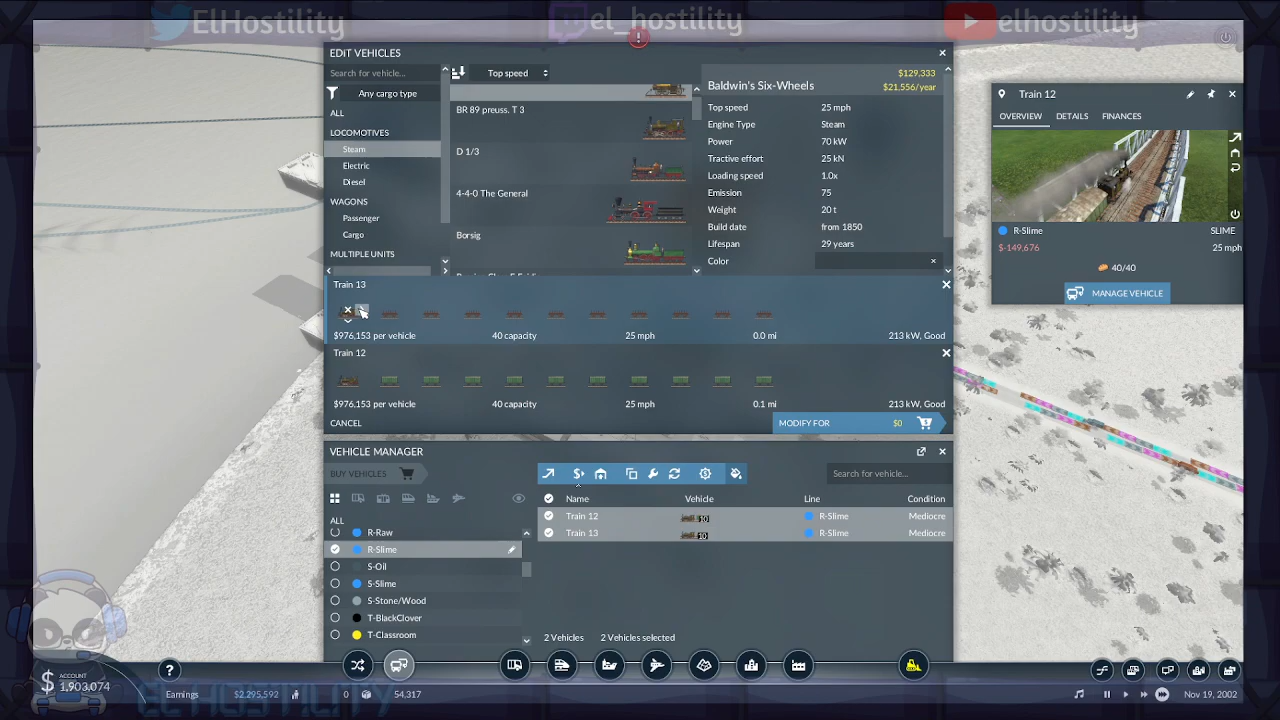 ElHostility
el_hostility
elhostility
EDIT VEHICLES
Search for vehicle...
Top speed
Any cargo type
ALL
LOCOMOTIVES
Steam
Electric
Diesel
WAGONS
Passenger
Cargo
MULTIPLE UNITS
BR 89 preuss. T 3
D 1/3
4-4-0 The General
Borsig
Baldwin's Six-Wheels
$129,333
$21,556/year
Top speed 25 mph
Engine Type Steam
Power 70 kW
Tractive effort 25 kN
Loading speed 1.0x
Emission 75
Weight 20 t
Build date from 1850
Lifespan 29 years
Color
Train 13
$976,153 per vehicle 40 capacity 25 mph 0.0 mi 213 kW, Good
Train 12
$976,153 per vehicle 40 capacity 25 mph 0.1 mi 213 kW, Good
CANCEL
MODIFY FOR $0
Train 12
OVERVIEW DETAILS FINANCES
R-Slime SLIME
$-149,676 25 mph
40/40
MANAGE VEHICLE
VEHICLE MANAGER
BUY VEHICLES
Search for vehicle...
ALL
R-Raw
R-Slime
S-Oil
S-Slime
S-Stone/Wood
T-BlackClover
T-Classroom
Name Vehicle Line Condition
Train 12 10 R-Slime Mediocre
Train 13 10 R-Slime Mediocre
2 Vehicles 2 Vehicles selected
$ ACCOUNT
1,903,074
?
Earnings $2,295,592 0 54,317
Nov 19, 2002
ELHOSTILITY